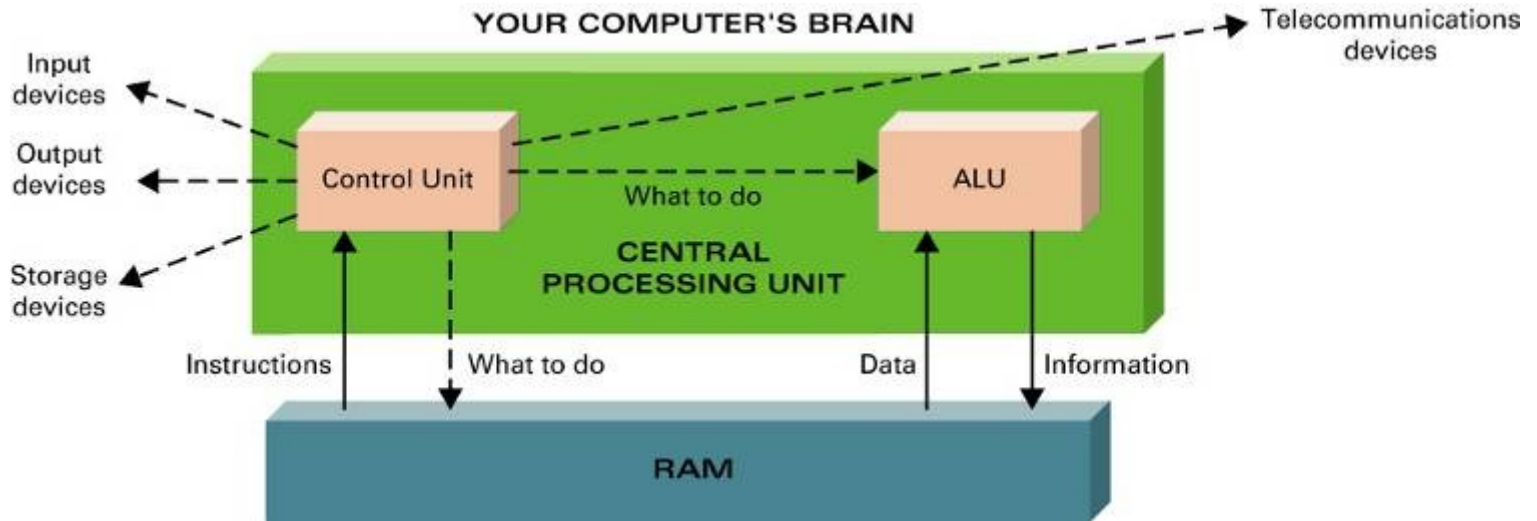 YOUR COMPUTER'S BRAIN
Telecommunications
devices
Input
devices
Output
devices
Storage
devices
Control Unit
What to do
ALU
CENTRAL
PROCESSING UNIT
Instructions
What to do
Data
Information
RAM